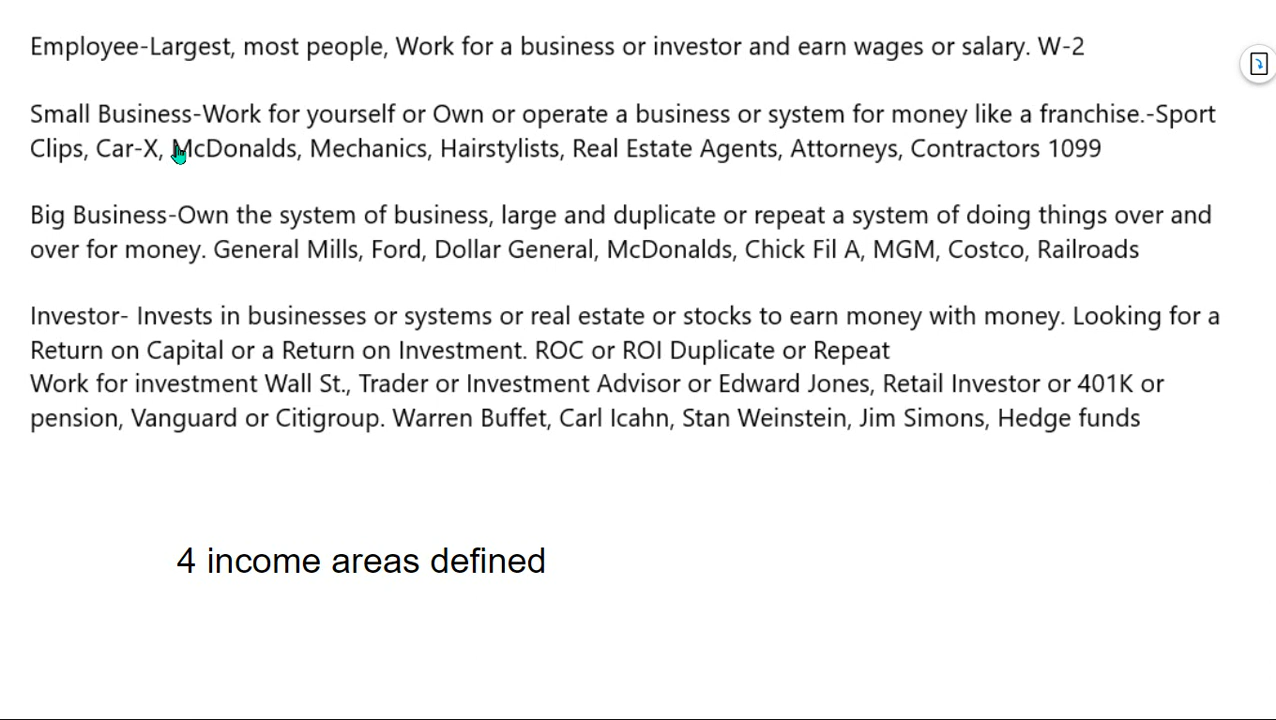 Employee-Largest, most people, Work for a business or investor and earn wages or salary. W-2
Small Business-Work for yourself or Own or operate a business or system for money like a franchise.-Sport
Clips, Car-X, McDonalds, Mechanics, Hairstylists, Real Estate Agents, Attorneys, Contractors 1099
Big Business-Own the system of business, large and duplicate or repeat a system of doing things over and
over for money. General Mills, Ford, Dollar General, McDonalds, Chick Fil A, MGM, Costco, Railroads
Investor- Invests in businesses or systems or real estate or stocks to earn money with money. Looking for a
Return on Capital or a Return on Investment. ROC or ROI Duplicate or Repeat
Work for investment Wall St., Trader or Investment Advisor or Edward Jones, Retail Investor or 401K or
pension, Vanguard or Citigroup. Warren Buffet, Carl Icahn, Stan Weinstein, Jim Simons, Hedge funds
4 income areas defined